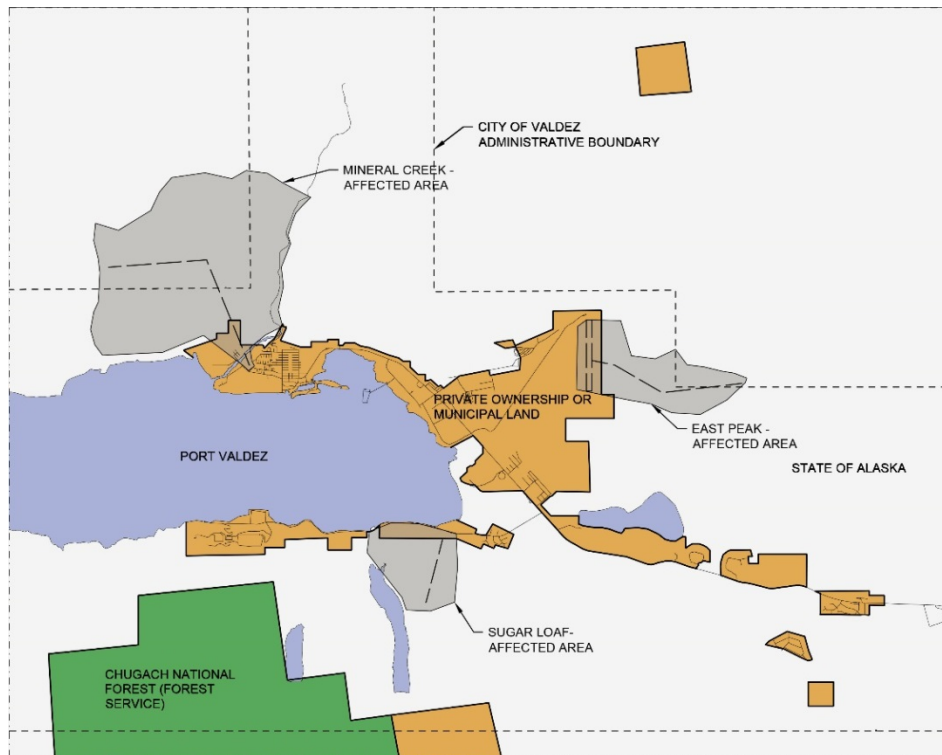 CITY OF VALDEZ
ADMINISTRATIVE BOUNDARY
MINERAL CREEK -
AFFECTED AREA
PRIVATE OWNERSHIP OR
MUNICIPAL LAND
EAST PEAK -
AFFECTED AREA
PORT VALDEZ
STATE OF ALASKA
SUGAR LOAF-
AFFECTED AREA
CHUGACH NATIONAL
FOREST (FOREST
SERVICE)